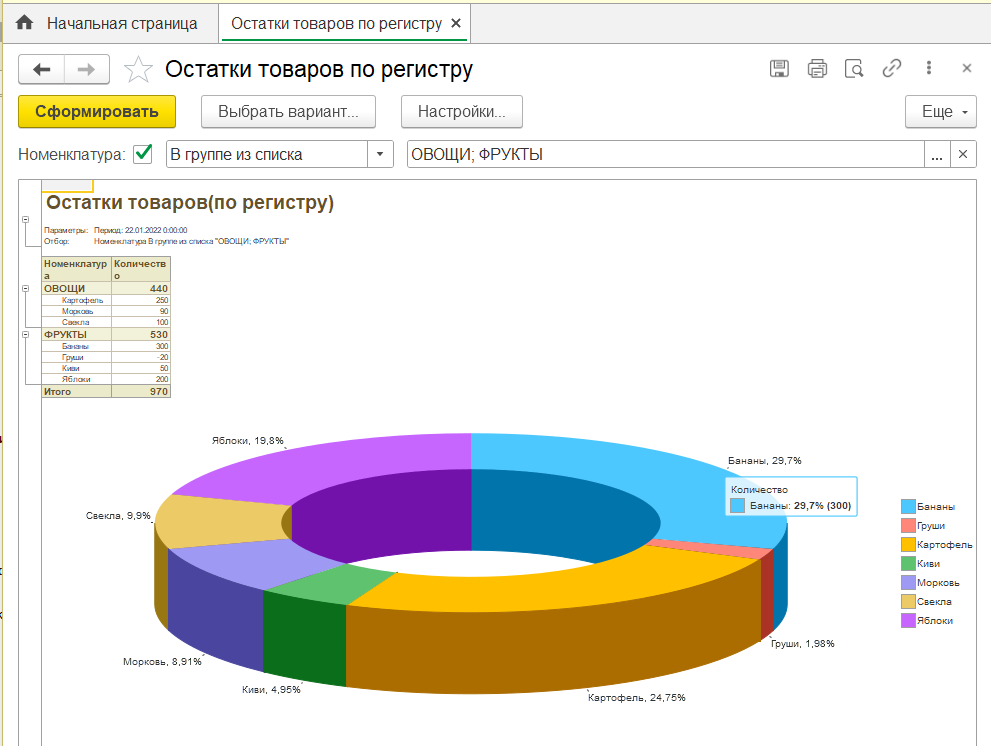 Начальная страница
Остатки товаров по регистру ×
Остатки товаров по регистру
Сформировать Выбрать вариант... Настройки... Еще
Номенклатура: В группе из списка ОВОЩИ; ФРУКТЫ ... ×
Остатки товаров(по регистру)
Параметры: Период: 22.01.2022 0:00:00
Отбор: Номенклатура В группе из списка "ОВОЩИ; ФРУКТЫ"
Номенклатур
а
Количеств
о
ОВОЩИ 440
Картофель 250
Морковь 90
Свекла 100
ФРУКТЫ 530
Бананы 300
Груши -20
Киви 50
Яблоки 200
Итого 970
Яблоки, 19,8%
Бананы, 29,7%
Количество
Бананы: 29,7% (300)
Свекла, 9,9%
Груши, 1,98%
Морковь, 8,91%
Киви, 4,95%
Картофель, 24,75%
Бананы
Груши
Картофель
Киви
Морковь
Свекла
Яблоки